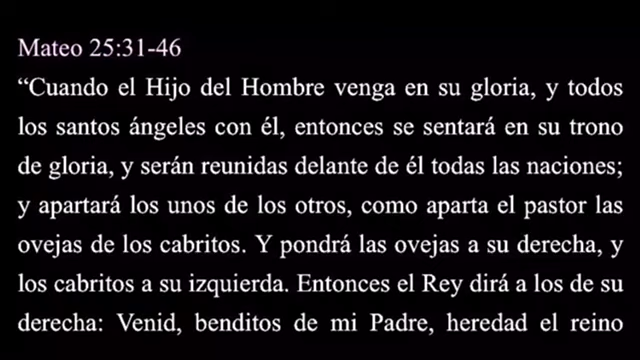 Mateo 25:31-46
“Cuando el Hijo del Hombre venga en su gloria, y todos
los santos ángeles con él, entonces se sentará en su trono
de gloria, y serán reunidas delante de él todas las naciones;
y apartará los unos de los otros, como aparta el pastor las
ovejas de los cabritos. Y pondrá las ovejas a su derecha, y
los cabritos a su izquierda. Entonces el Rey dirá a los de su
derecha: Venid, benditos de mi Padre, heredad el reino